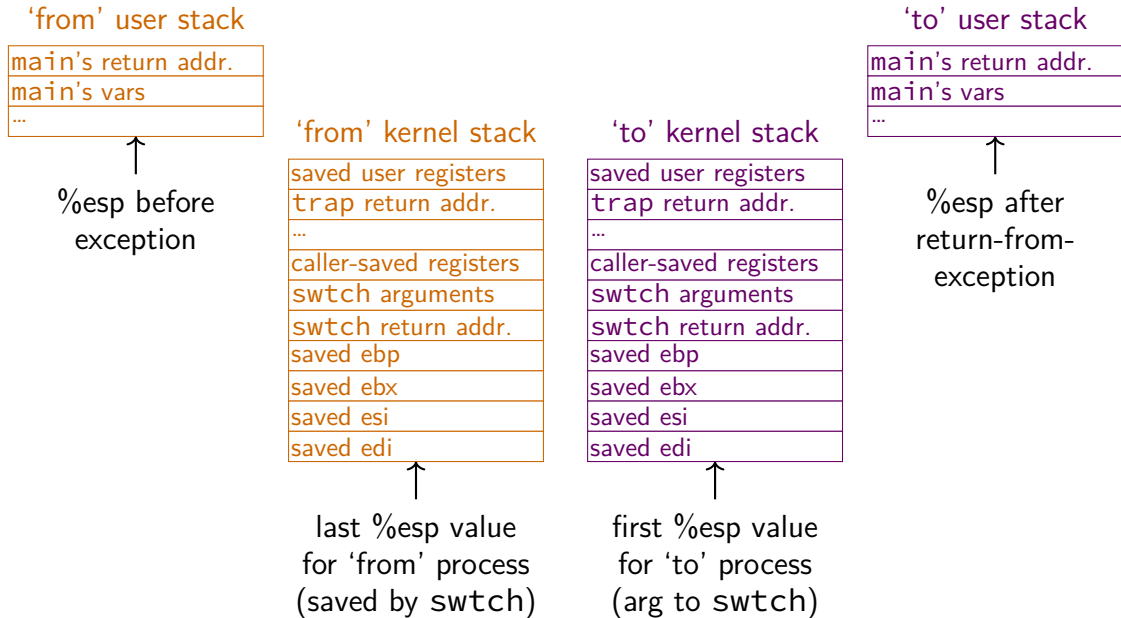 ‘from’ user stack
main's return addr.
main's vars
...
%esp before
exception
‘from’ kernel stack
saved user registers
trap return addr.
...
caller-saved registers
swtch arguments
swtch return addr.
saved ebp
saved ebx
saved esi
saved edi
last %esp value
for ‘from’ process
(saved by swtch)
‘to’ kernel stack
saved user registers
trap return addr.
...
caller-saved registers
swtch arguments
swtch return addr.
saved ebp
saved ebx
saved esi
saved edi
first %esp value
for ‘to’ process
(arg to swtch)
‘to’ user stack
main's return addr.
main's vars
...
%esp after
return-from-
exception